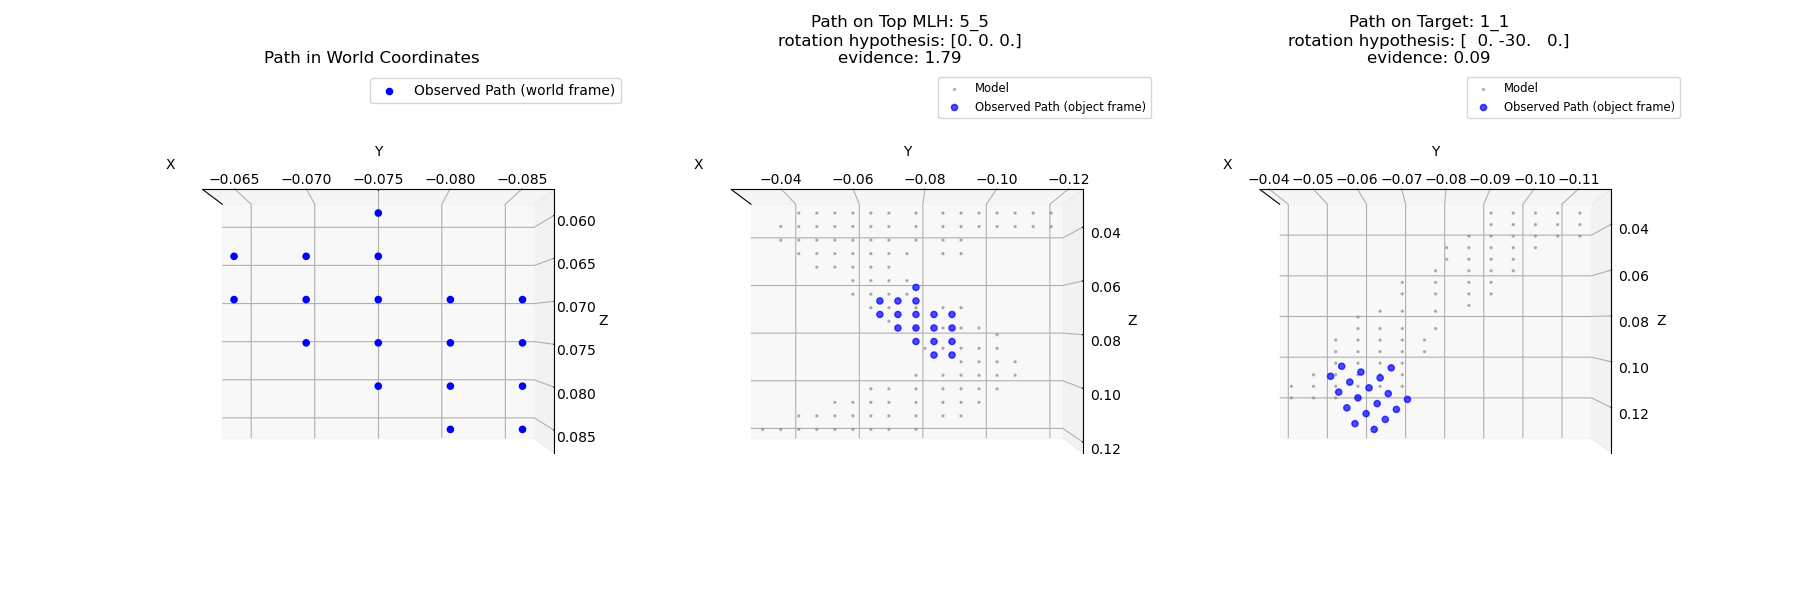 Path in World Coordinates
Observed Path (world frame)
X
Y
−0.065 −0.070 −0.075 −0.080 −0.085
0.060
0.065
0.070
Z
0.075
0.080
0.085
Path on Top MLH: 5_5
rotation hypothesis: [0. 0. 0.]
evidence: 1.79
Model
Observed Path (object frame)
X
Y
−0.04 −0.06 −0.08 −0.10 −0.12
0.04
0.06
Z
0.08
0.10
0.12
Path on Target: 1_1
rotation hypothesis: [  0. -30.   0.]
evidence: 0.09
Model
Observed Path (object frame)
X
Y
−0.04 −0.05 −0.06 −0.07 −0.08 −0.09 −0.10 −0.11
0.04
0.06
0.08 Z
0.10
0.12